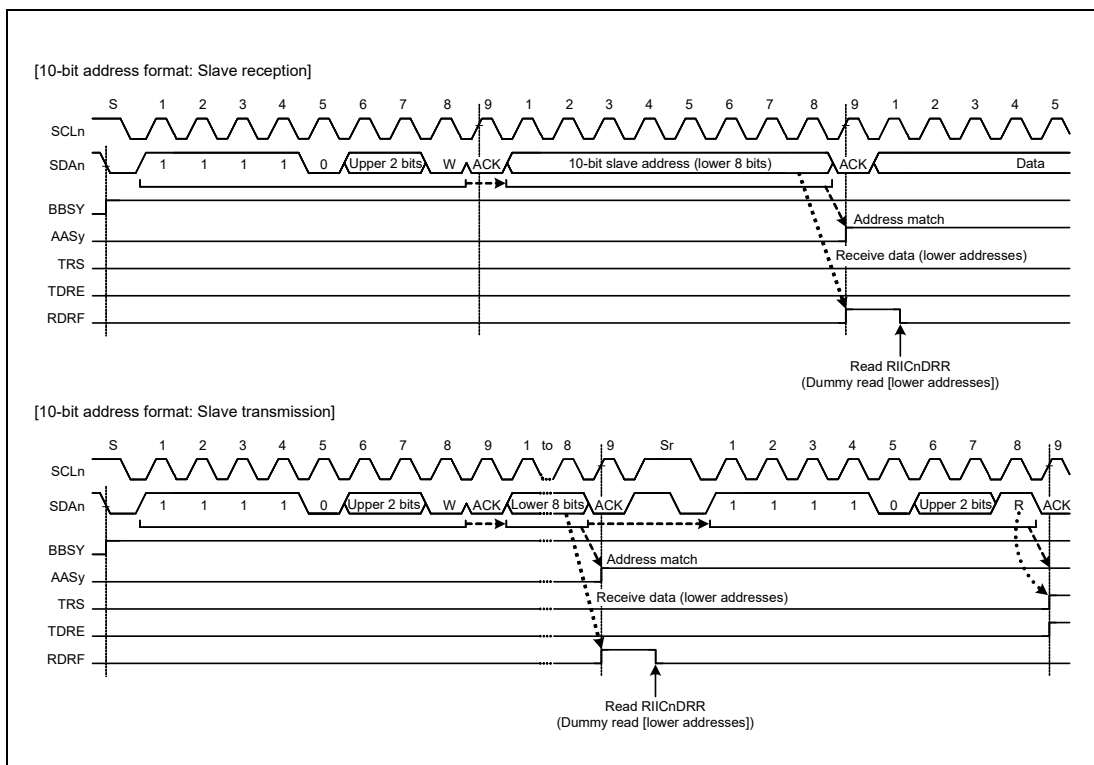 [10-bit address format: Slave reception]
S 1 2 3 4 5 6 7 8 9 1 2 3 4 5 6 7 8 9 1 2 3 4 5
SCLn
SDAn 1 1 1 1 0 Upper 2 bits W ACK 10-bit slave address (lower 8 bits) ACK Data
BBSY
Address match
AASy
Receive data (lower addresses)
TRS
TDRE
RDRF
Read RIICnDRR
(Dummy read [lower addresses])
[10-bit address format: Slave transmission]
S 1 2 3 4 5 6 7 8 9 1 to 8 9 Sr 1 2 3 4 5 6 7 8 9
SCLn
SDAn 1 1 1 1 0 Upper 2 bits W ACK Lower 8 bits ACK 1 1 1 1 0 Upper 2 bits R ACK
BBSY
Address match
AASy
Receive data (lower addresses)
TRS
TDRE
RDRF
Read RIICnDRR
(Dummy read [lower addresses])